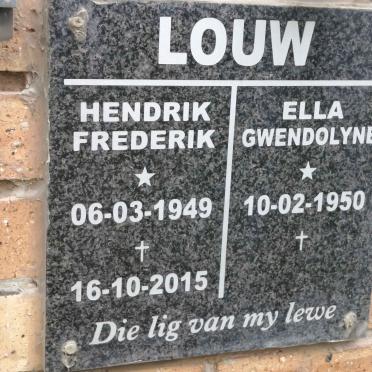 LOUW
HENDRIK
FREDERIK
06-03-1949
16-10-2015
ELLA
GWENDOLYNE
10-02-1950
Die lig van my lewe